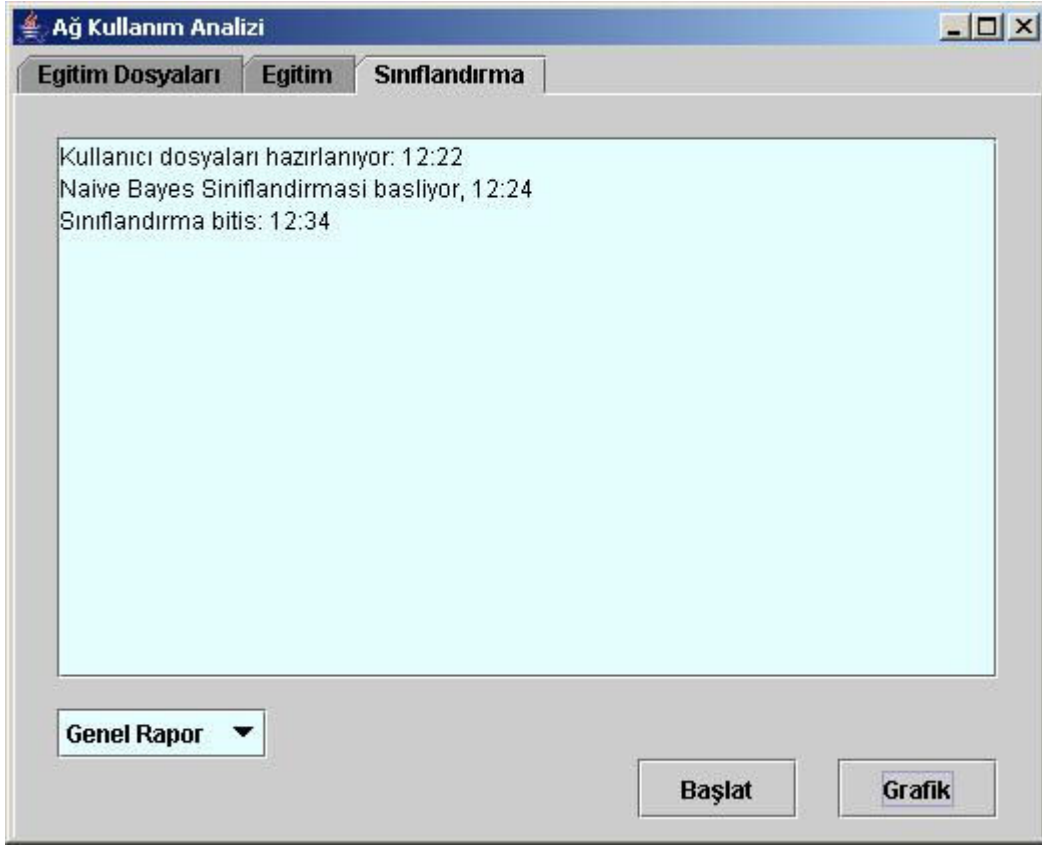 Ağ Kullanım Analizi
Egitim Dosyaları Egitim Sınıflandırma
Kullanıcı dosyaları hazırlanıyor: 12:22
Naive Bayes Siniflandirmasi basliyor, 12:24
Sınıflandırma bitis: 12:34
Genel Rapor
Başlat Grafik